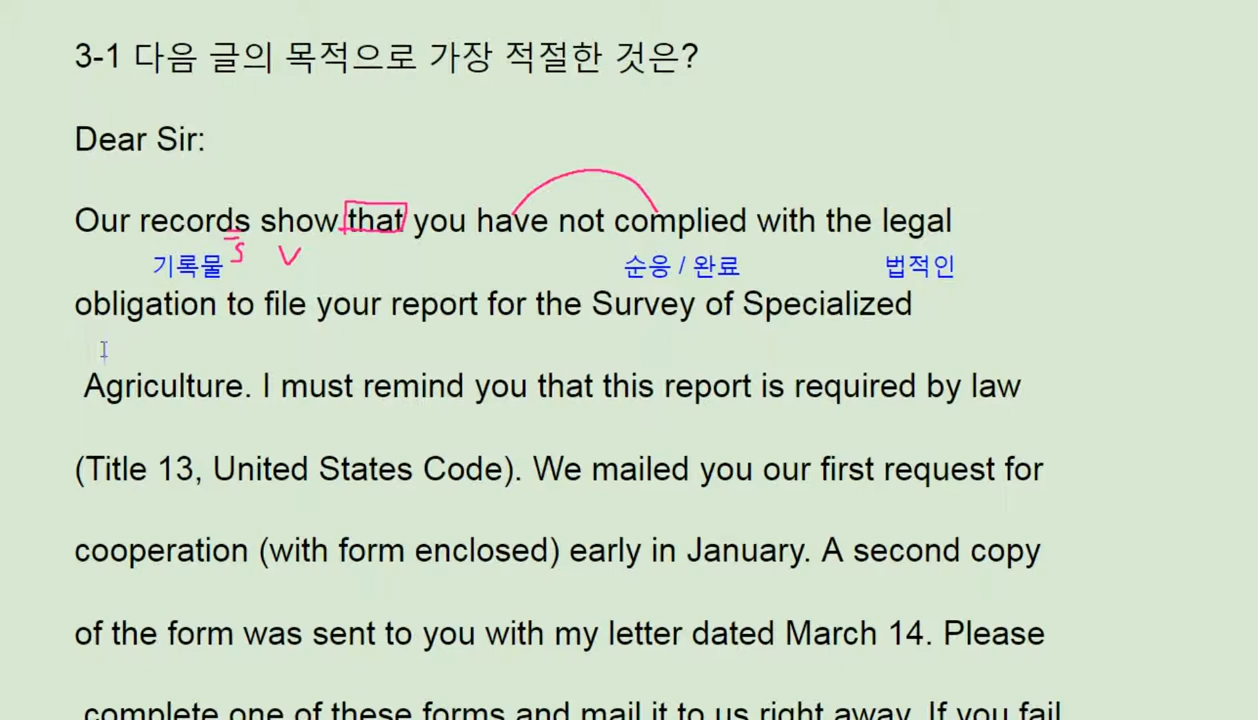 3-1 다음 글의 목적으로 가장 적절한 것은?
Dear Sir:
Our records show that you have not complied with the legal
S V
기록물 순응 / 완료 법적인
obligation to file your report for the Survey of Specialized
Agriculture. I must remind you that this report is required by law
(Title 13, United States Code). We mailed you our first request for
cooperation (with form enclosed) early in January. A second copy
of the form was sent to you with my letter dated March 14. Please
complete one of these forms and mail it to us right away. If you fail